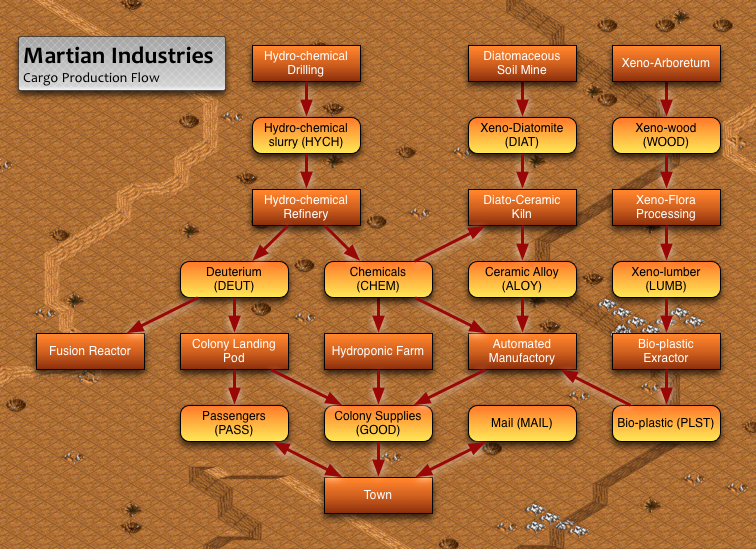 Martian Industries
Cargo Production Flow
Hydro-chemical
Drilling
Diatomaceous
Soil Mine
Xeno-Arboretum
Hydro-chemical
slurry (HYCH)
Xeno-Diatomite
(DIAT)
Xeno-wood
(WOOD)
Hydro-chemical
Refinery
Diato-Ceramic
Kiln
Xeno-Flora
Processing
Deuterium
(DEUT)
Chemicals
(CHEM)
Ceramic Alloy
(ALOY)
Xeno-lumber
(LUMB)
Fusion Reactor
Colony Landing
Pod
Hydroponic Farm
Automated
Manufactory
Bio-plastic
Exractor
Passengers
(PASS)
Colony Supplies
(GOOD)
Mail (MAIL)
Bio-plastic (PLST)
Town